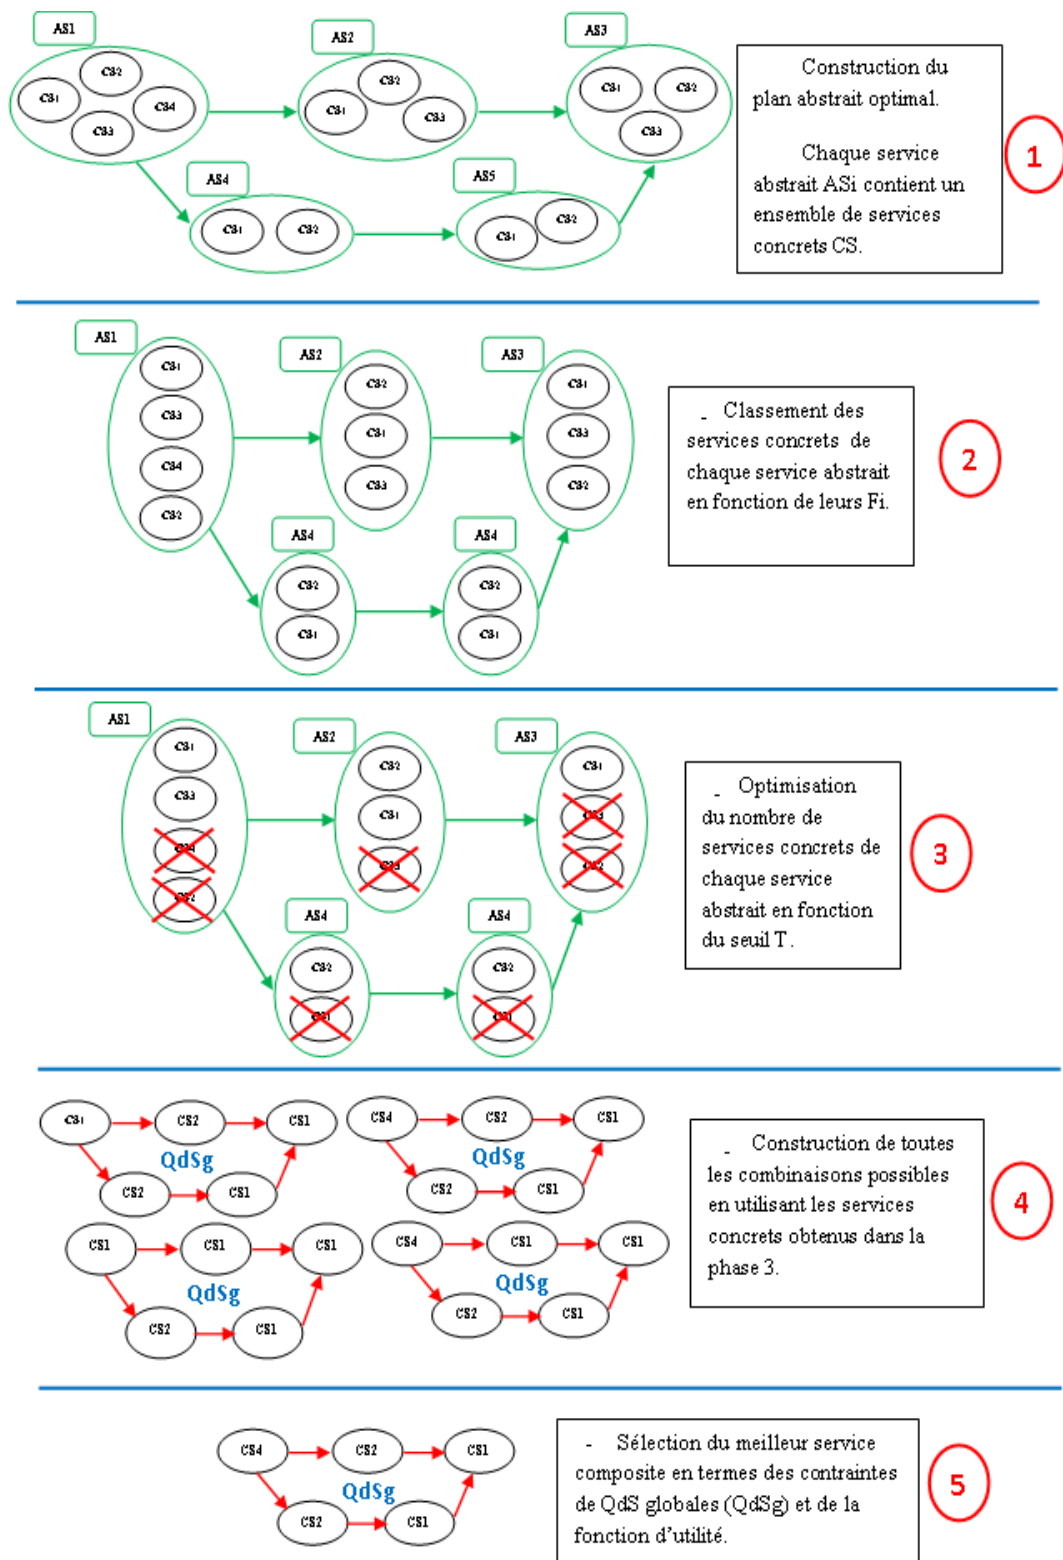 AS1
AS2
AS3
CS2
CS1
CS4
CS3
CS2
CS1
CS3
CS1
CS2
CS3
AS4
AS5
CS1
CS2
CS1
CS2
Construction du
plan abstrait optimal.
Chaque service
abstrait ASi contient un
ensemble de services
concrets CS.
1
AS1
AS2
AS3
CS1
CS3
CS4
CS2
CS2
CS1
CS3
CS1
CS3
CS2
AS4
AS4
CS2
CS1
CS2
CS1
- Classement des
services concrets de
chaque service abstrait
en fonction de leurs Fi.
2
AS1
AS2
AS3
CS1
CS3
CS2
CS2
CS1
CS1
AS4
AS4
CS2
CS2
- Optimisation
du nombre de
services concrets de
chaque service
abstrait en fonction
du seuil T.
3
CS1
CS2
CS1
QdSg
CS2
CS1
CS4
CS2
CS1
QdSg
CS2
CS1
CS1
CS1
CS1
QdSg
CS2
CS1
CS4
CS1
CS1
QdSg
CS2
CS1
- Construction de toutes
les combinaisons possibles
en utilisant les services
concrets obtenus dans la
phase 3.
4
CS4
CS2
CS1
QdSg
CS2
CS1
- Sélection du meilleur service
composite en termes des contraintes
de QdS globales (QdSg) et de la
fonction d'utilité.
5